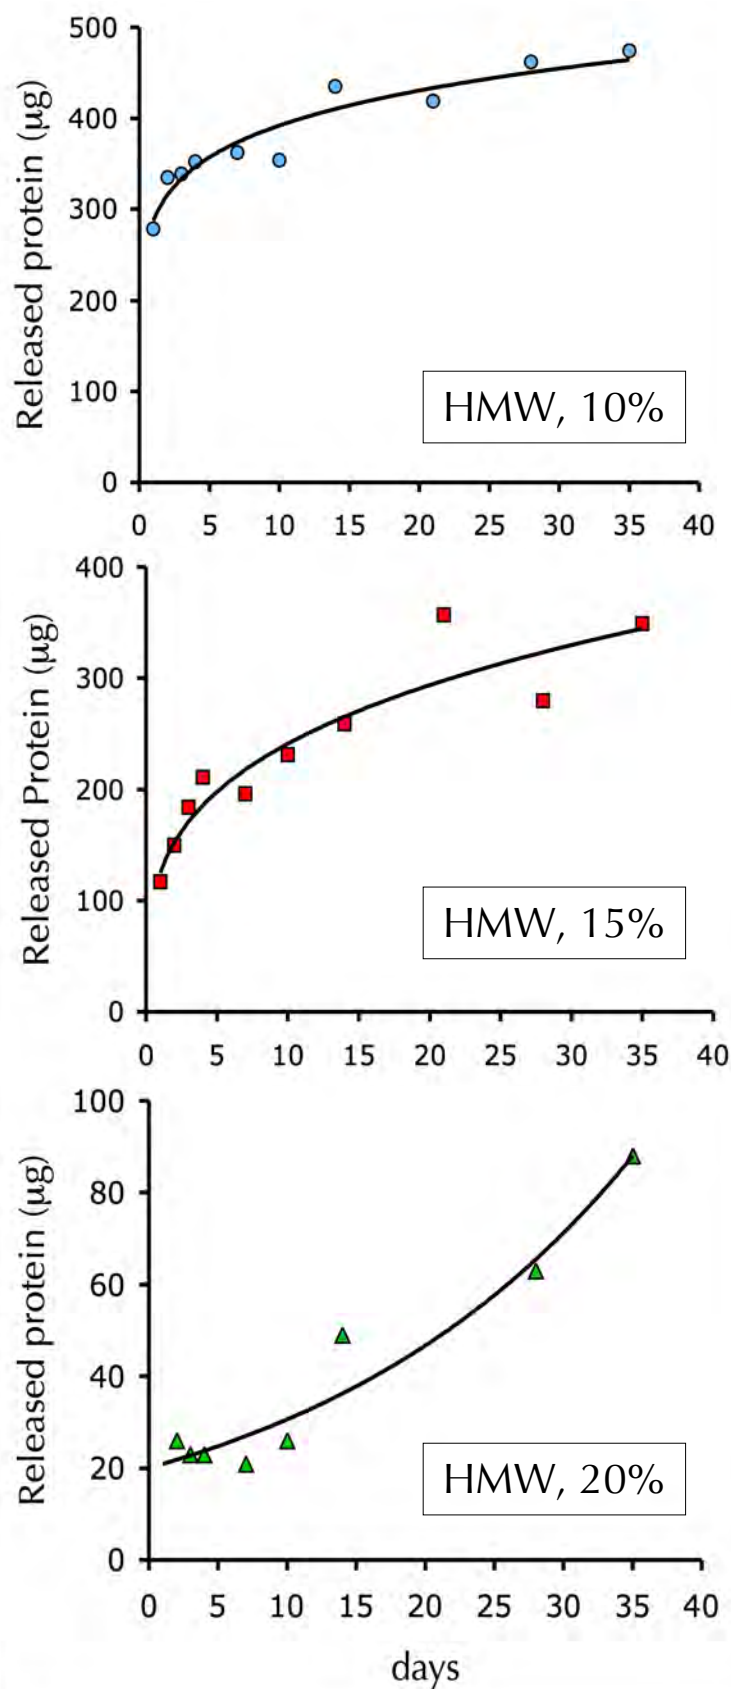 Released protein (µg)
500
400
300
200
100
0
HMW, 10%
0 5 10 15 20 25 30 35 40
Released Protein (µg)
400
300
200
100
0
HMW, 15%
0 5 10 15 20 25 30 35 40
Released protein (µg)
100
80
60
40
20
0
HMW, 20%
0 5 10 15 20 25 30 35 40
days